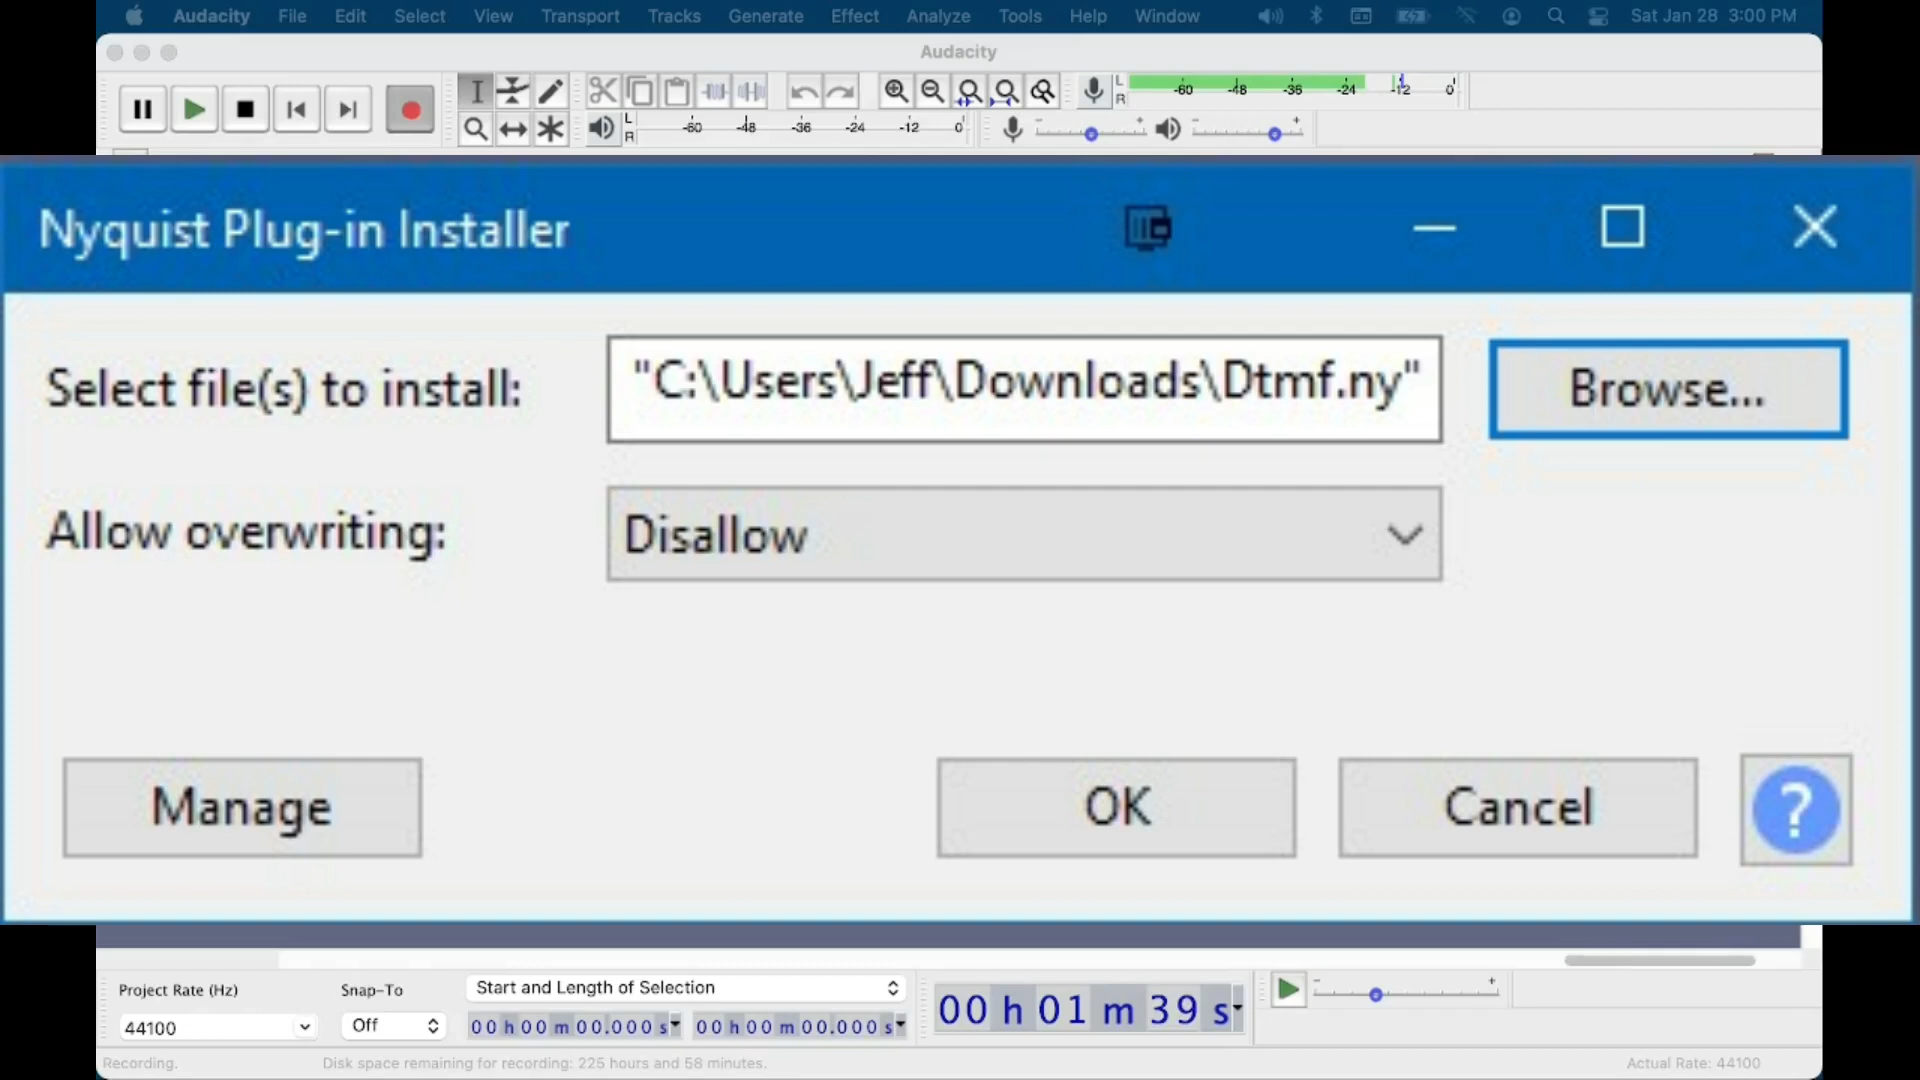 Audacity File Edit Select View Transport Tracks Generate Effect Analyze Tools Help Window Sat Jan 28 3:00 PM
Audacity
L
R
-60 -48 -36 -24 -12 0
L
R
-60 -48 -36 -24 -12 0
- +
- +
Nyquist Plug-in Installer
Select file(s) to install: "C:\Users\Jeff\Downloads\Dtmf.ny" Browse...
Allow overwriting: Disallow
Manage OK Cancel ?
Project Rate (Hz) Snap-To Start and Length of Selection
44100 Off 00 h 00 m 00.000 s 00 h 00 m 00.000 s 00 h 01 m 39 s
- +
Recording. Disk space remaining for recording: 225 hours and 58 minutes. Actual Rate: 44100